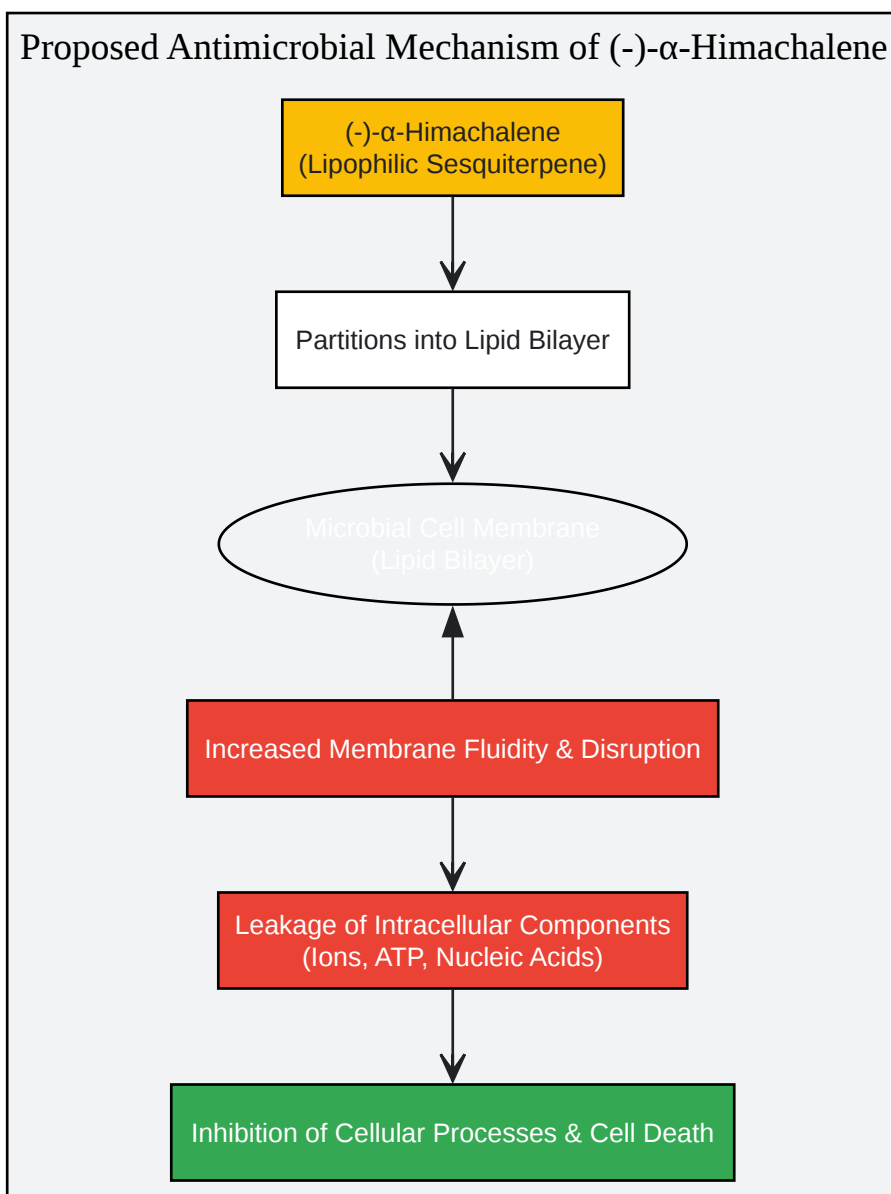 Proposed Antimicrobial Mechanism of (-)-α-Himachalene
(-)-α-Himachalene
(Lipophilic Sesquiterpene)
Partitions into Lipid Bilayer
Microbial Cell Membrane
(Lipid Bilayer)
Increased Membrane Fluidity & Disruption
Leakage of Intracellular Components
(Ions, ATP, Nucleic Acids)
Inhibition of Cellular Processes & Cell Death